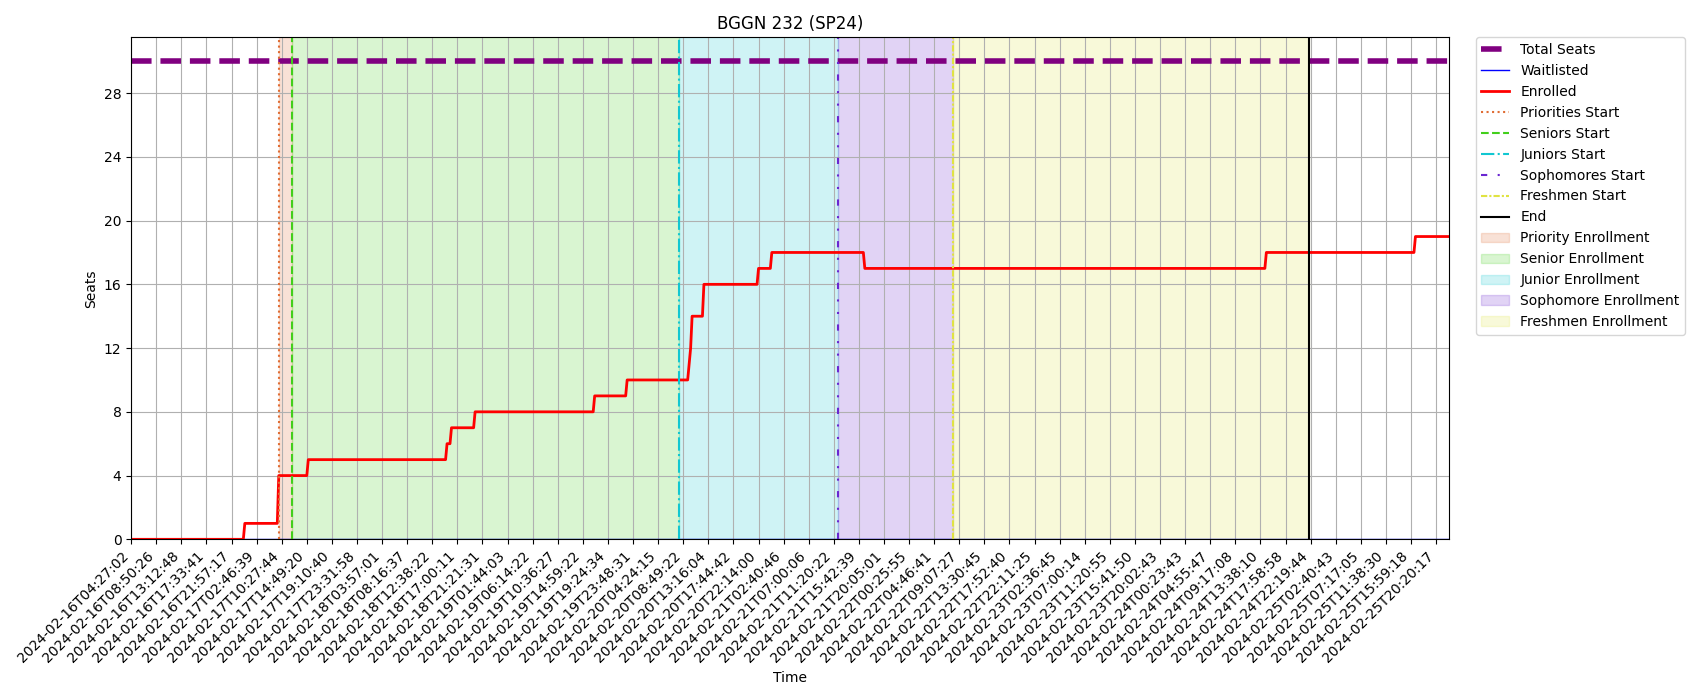 BGGN 232 (SP24)
Total Seats
Waitlisted
Enrolled
Priorities Start
Seniors Start
Juniors Start
Sophomores Start
Freshmen Start
End
Priority Enrollment
Senior Enrollment
Junior Enrollment
Sophomore Enrollment
Freshmen Enrollment
Seats
28
24
20
16
12
8
4
0
2024-02-16T04:27:02
2024-02-16T08:50:26
2024-02-16T13:12:48
2024-02-16T17:33:41
2024-02-16T21:57:17
2024-02-17T02:46:39
2024-02-17T10:27:44
2024-02-17T14:49:20
2024-02-17T19:10:40
2024-02-17T23:31:58
2024-02-18T03:57:01
2024-02-18T08:16:37
2024-02-18T12:38:22
2024-02-18T17:00:11
2024-02-18T21:21:31
2024-02-19T01:44:03
2024-02-19T06:14:22
2024-02-19T10:36:27
2024-02-19T14:59:22
2024-02-19T19:24:34
2024-02-19T23:48:31
2024-02-20T04:24:15
2024-02-20T08:49:22
2024-02-20T13:16:04
2024-02-20T17:44:42
2024-02-20T22:14:00
2024-02-21T02:40:46
2024-02-21T07:00:06
2024-02-21T11:20:22
2024-02-21T15:42:39
2024-02-21T20:05:01
2024-02-22T00:25:55
2024-02-22T04:46:41
2024-02-22T09:07:27
2024-02-22T13:30:45
2024-02-22T17:52:40
2024-02-22T22:11:25
2024-02-23T02:36:45
2024-02-23T07:00:14
2024-02-23T11:20:55
2024-02-23T15:41:50
2024-02-23T20:02:43
2024-02-24T00:23:43
2024-02-24T04:55:47
2024-02-24T09:17:08
2024-02-24T13:38:10
2024-02-24T17:58:58
2024-02-24T22:19:44
2024-02-25T02:40:43
2024-02-25T07:17:05
2024-02-25T11:38:30
2024-02-25T15:59:18
2024-02-25T20:20:17
Time